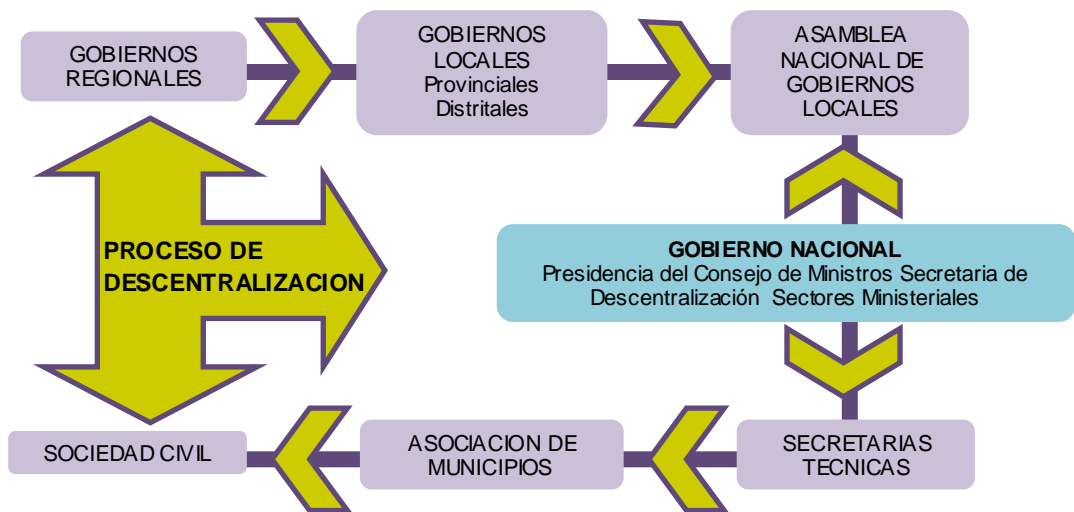 GOBIERNOS
REGIONALES
GOBIERNOS
LOCALES
Provinciales
Distritales
ASAMBLEA
NACIONAL DE
GOBIERNOS
LOCALES
PROCESO DE
DESCENTRALIZACION
GOBIERNO NACIONAL
Presidencia del Consejo de Ministros Secretaria de
Descentralización Sectores Ministeriales
SOCIEDAD CIVIL
ASOCIACION DE
MUNICIPIOS
SECRETARIAS
TECNICAS